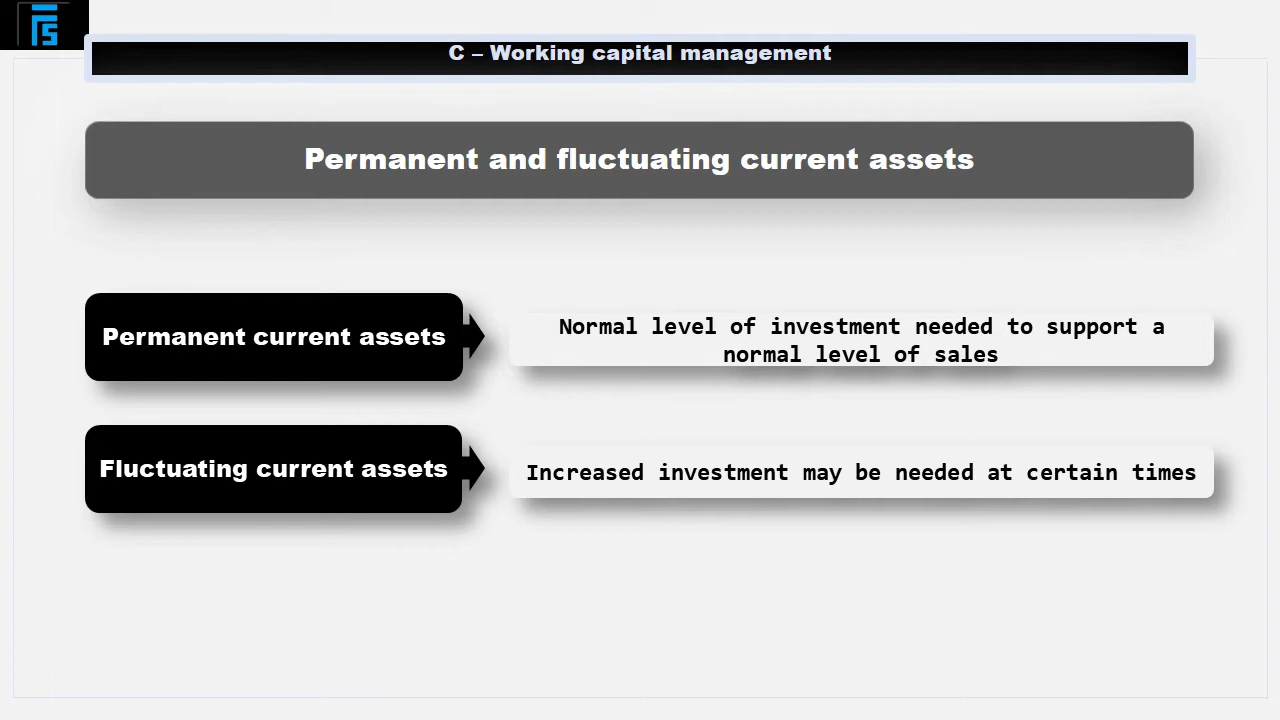 C – Working capital management
Permanent and fluctuating current assets
Permanent current assets
Normal level of investment needed to support a
normal level of sales
Fluctuating current assets
Increased investment may be needed at certain times